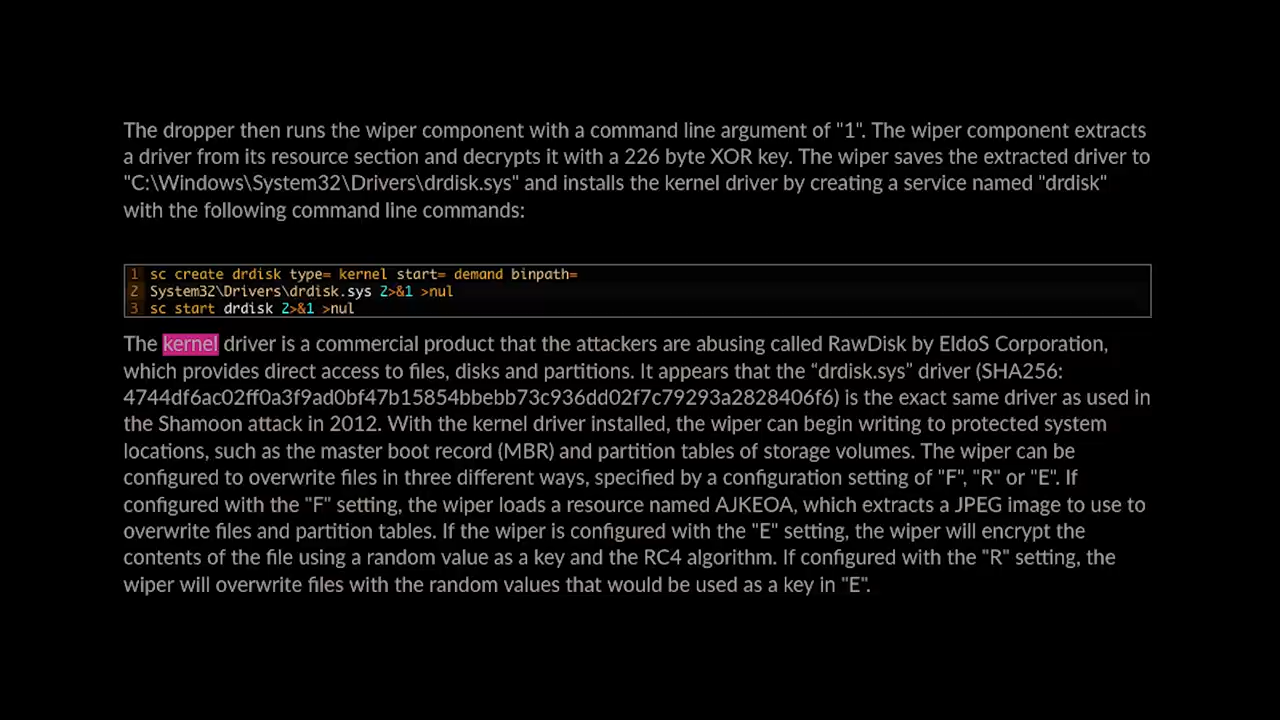 The dropper then runs the wiper component with a command line argument of "1". The wiper component extracts
a driver from its resource section and decrypts it with a 226 byte XOR key. The wiper saves the extracted driver to
"C:\Windows\System32\Drivers\drdisk.sys" and installs the kernel driver by creating a service named "drdisk"
with the following command line commands:
1 sc create drdisk type= kernel start= demand binpath=
2 System32\Drivers\drdisk.sys 2>&1 >nul
3 sc start drdisk 2>&1 >nul
The kernel driver is a commercial product that the attackers are abusing called RawDisk by EldoS Corporation,
which provides direct access to files, disks and partitions. It appears that the “drdisk.sys” driver (SHA256:
4744df6ac02ff0a3f9ad0bf47b15854bbebb73c936dd02f7c79293a2828406f6) is the exact same driver as used in
the Shamoon attack in 2012. With the kernel driver installed, the wiper can begin writing to protected system
locations, such as the master boot record (MBR) and partition tables of storage volumes. The wiper can be
configured to overwrite files in three different ways, specified by a configuration setting of "F", "R" or "E". If
configured with the "F" setting, the wiper loads a resource named AJKEOA, which extracts a JPEG image to use to
overwrite files and partition tables. If the wiper is configured with the "E" setting, the wiper will encrypt the
contents of the file using a random value as a key and the RC4 algorithm. If configured with the "R" setting, the
wiper will overwrite files with the random values that would be used as a key in "E".